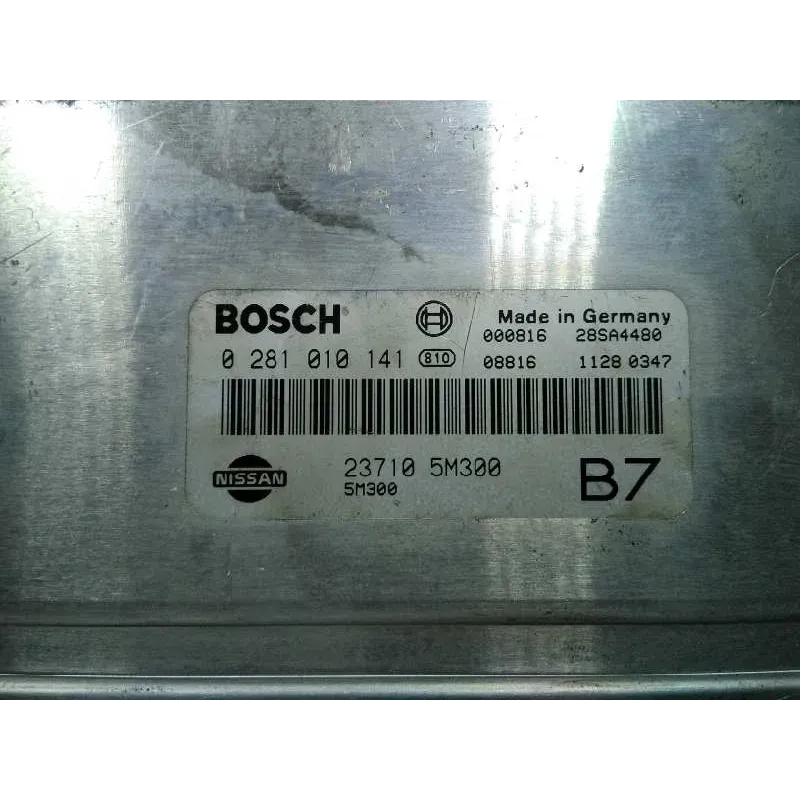 BOSCH
Made in Germany
000816 28SA4480
0 281 010 141 810 08816 1128 0347
NISSAN
23710 5M300
5M300
B7